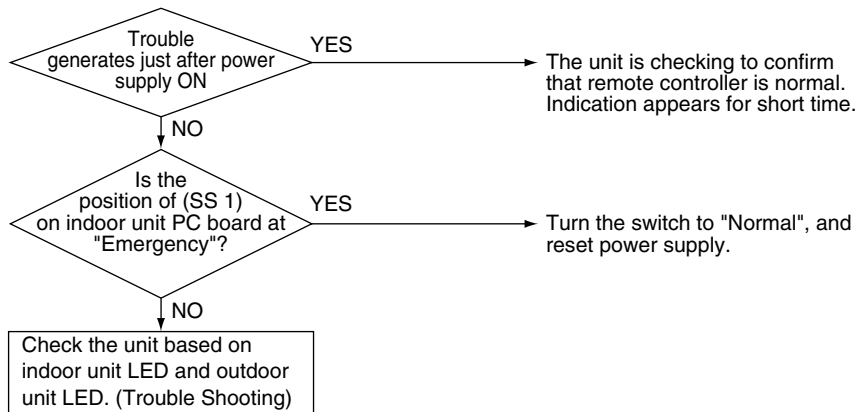 Trouble
generates just after power
supply ON
YES
The unit is checking to confirm
that remote controller is normal.
Indication appears for short time.
NO
Is the
position of (SS 1)
on indoor unit PC board at
"Emergency"?
YES
Turn the switch to "Normal", and
reset power supply.
NO
Check the unit based on
indoor unit LED and outdoor
unit LED. (Trouble Shooting)